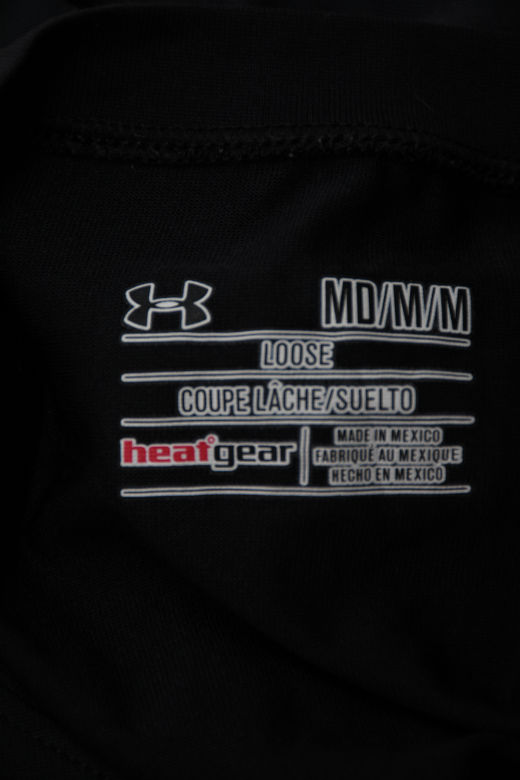 MD/M/M
LOOSE
COUPE LÂCHE/SUELTO
heatgear
MADE IN MEXICO
FABRIQUÉ AU MEXIQUE
HECHO EN MEXICO